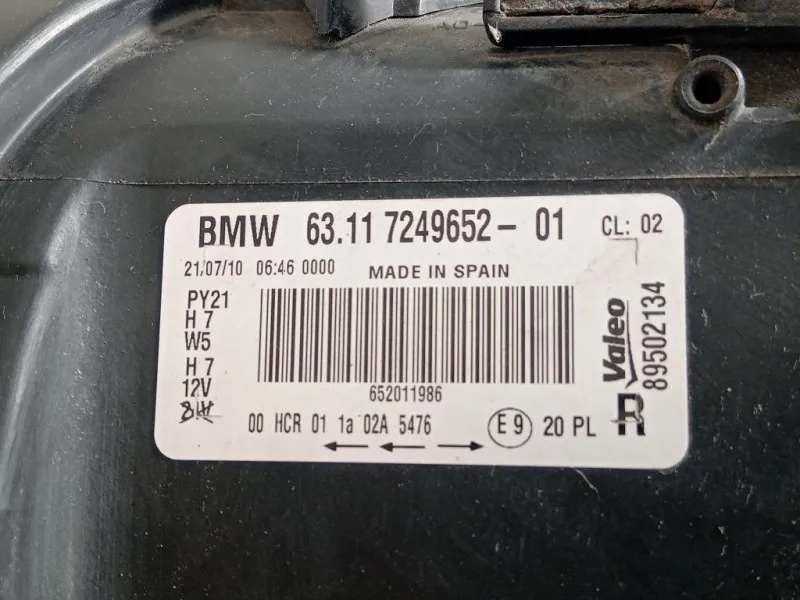 BMW 63.11 7249652-01 CL: 02
21/07/10 06:46 0000 MADE IN SPAIN
PY21
H 7
W5
H 7
12V
652011986
00 HCR 01 1a 02A 5476 E9 20 PL
Valeo
89502134
R